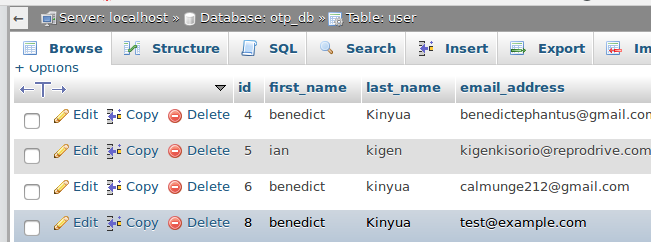 Server: localhost » Database: otp_db » Table: user
Browse Structure SQL Search Insert Export
+ Options
id first_name last_name email_address
Edit Copy Delete 4 benedict Kinyua benedictephantus@gmail.com
Edit Copy Delete 5 ian kigen kigenkisorio@reprodrive.com
Edit Copy Delete 6 benedict kinyua calmunge212@gmail.com
Edit Copy Delete 8 benedict Kinyua test@example.com